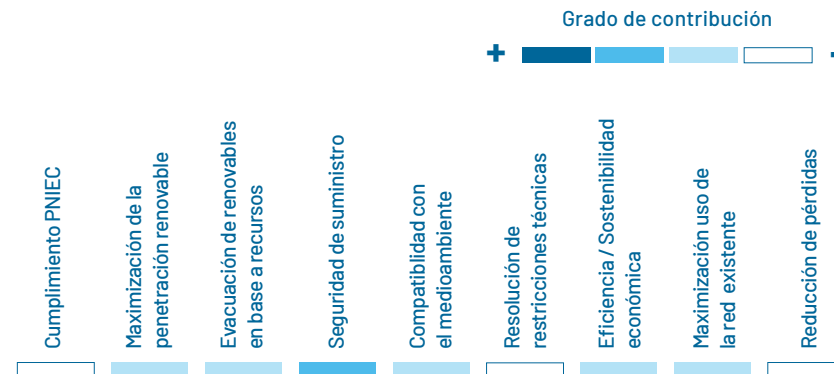 Grado de contribución
+
-
Cumplimiento PNIEC
Maximización de la
penetración renovable
Evacuación de renovables
en base a recursos
Seguridad de suministro
Compatiblidad con
el medioambiente
Resolución de
restricciones técnicas
Eficiencia / Sostenibilidad
económica
Maximización uso de
la red existente
Reducción de pérdidas